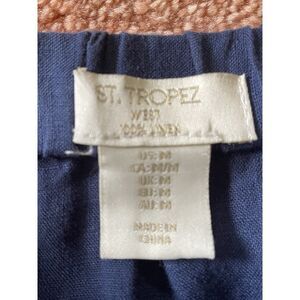 ST. TROPEZ
WEST
100% LINEN
US: M
CA: M/M
UK: M
EU: M
AU: M
MADE IN
CHINA